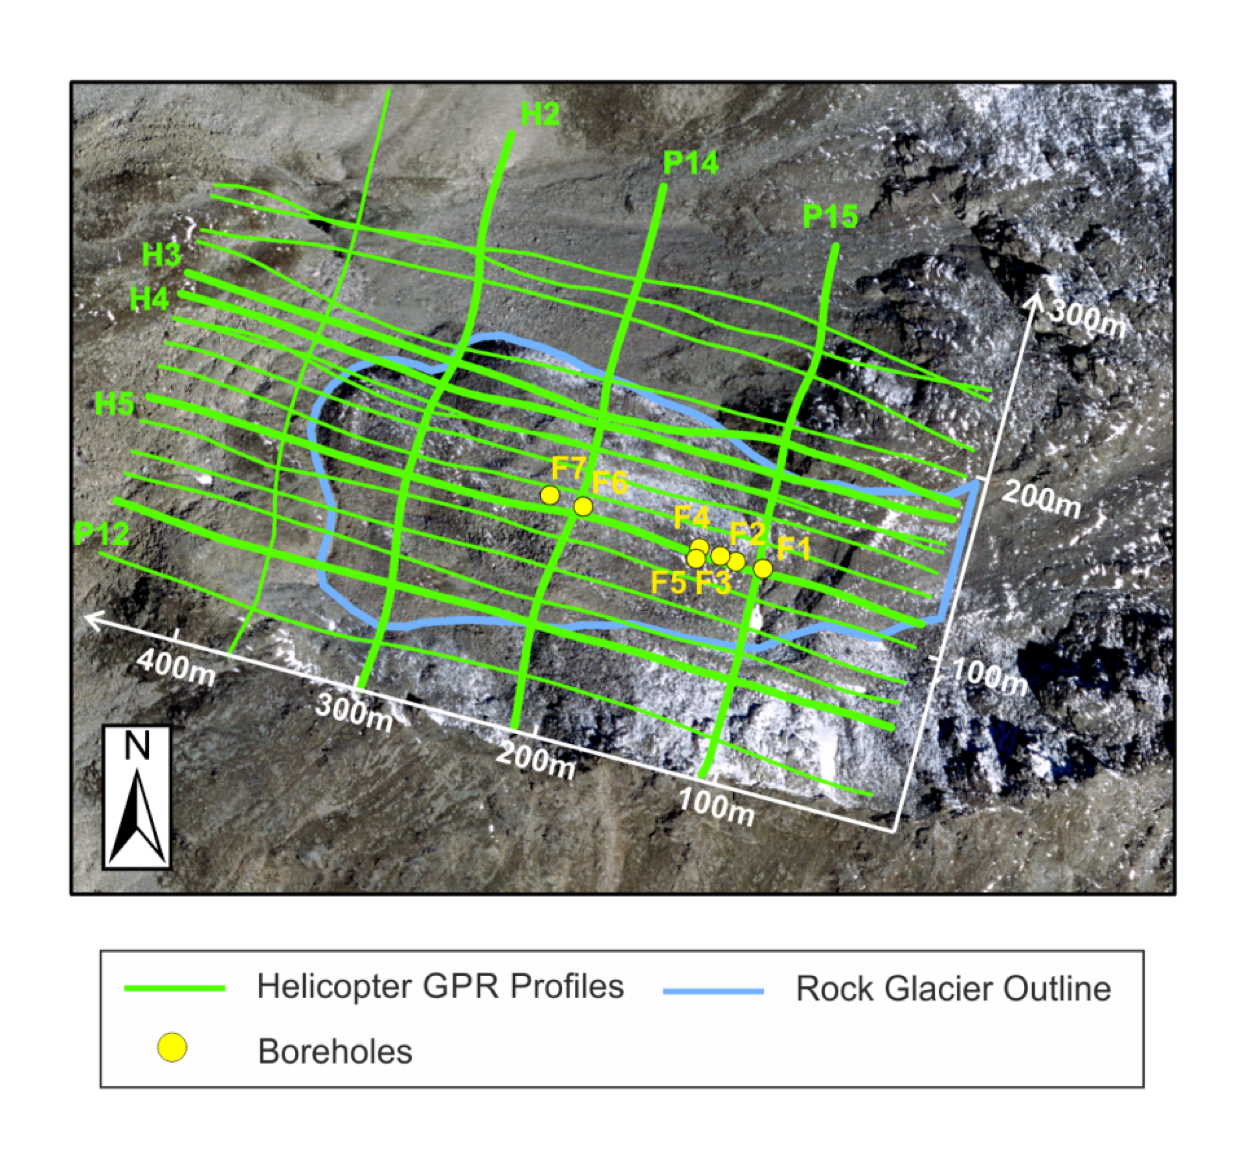 H2
P14
P15
H3
H4
300m
H5
F7
F6
200m
F4
F2
F1
P12
F5 F3
400m
100m
300m
N
200m
100m
Helicopter GPR Profiles
Rock Glacier Outline
Boreholes